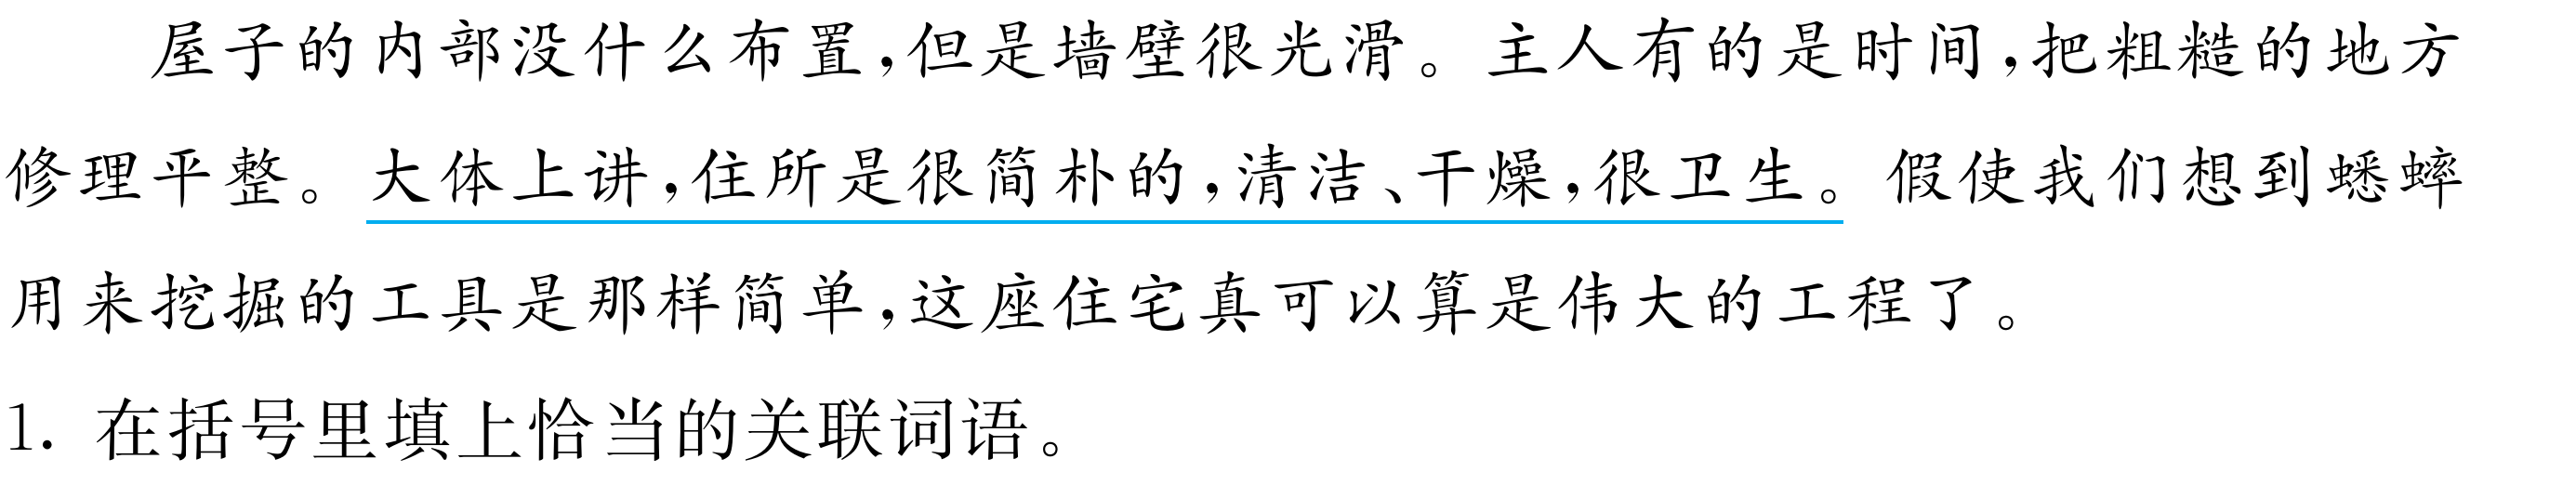 屋子的内部没什么布置,但是墙壁很光滑。主人有的是时间,把粗糙的地方
修理平整。大体上讲,住所是很简朴的,清洁、干燥,很卫生。假使我们想到蟋蟀
用来挖掘的工具是那样简单,这座住宅真可以算是伟大的工程了。
1. 在括号里填上恰当的关联词语。